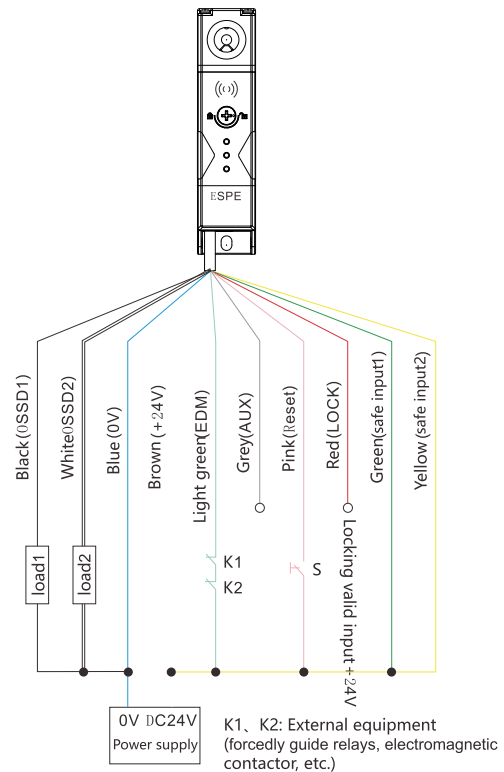 ESPE
Black(OSSD1)
WhiteOSSD2)
Blue(0V)
Brown(+24V)
Light green(EDM)
Grey(AUX)
Pink(Reset)
Red(LOCK)
Green(safe input1)
Yellow(safe input2)
load1
load2
K1
K2
S
Locking valid input+24V
0V DC24V
Power supply
K1、K2: External equipment
(forcedly guide relays, electromagnetic
contactor, etc.)